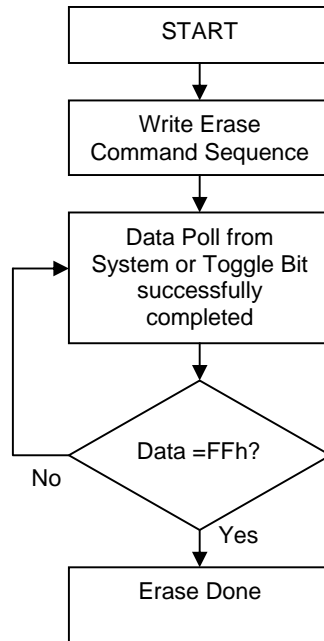 START
Write Erase
Command Sequence
Data Poll from
System or Toggle Bit
successfully
completed
Data =FFh?
No
Yes
Erase Done